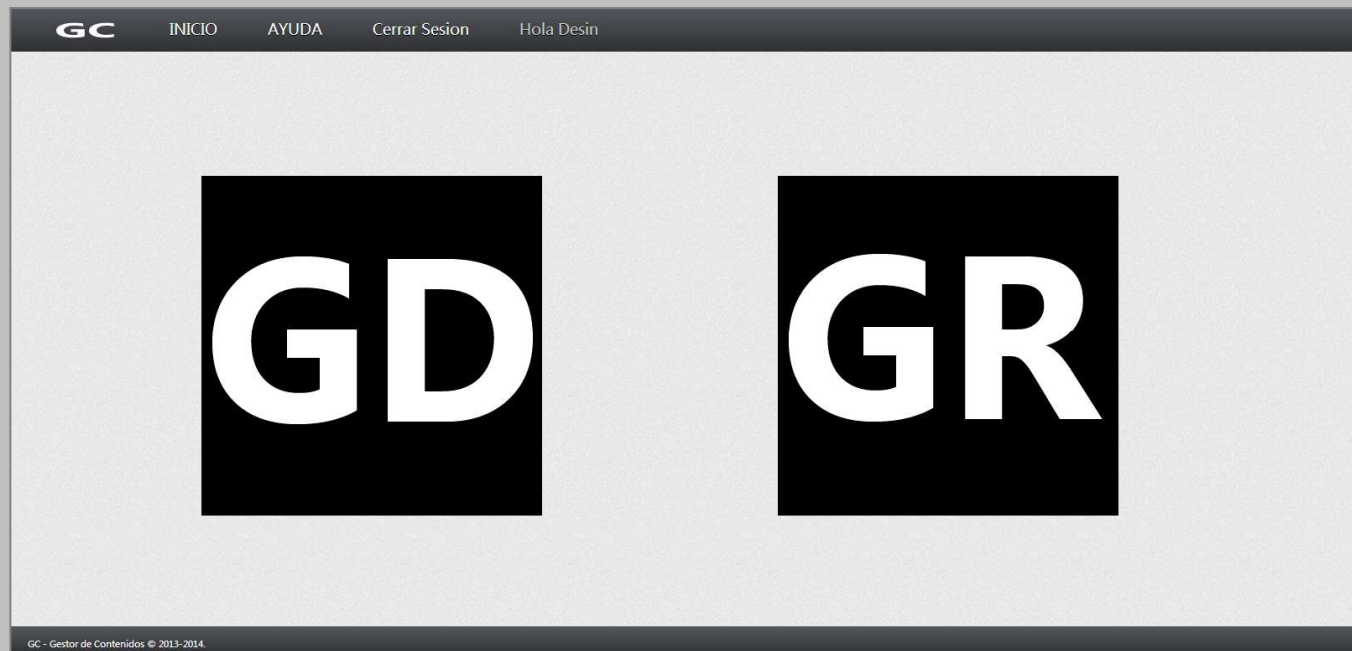 GC INICIO AYUDA Cerrar Sesion Hola Desin
GD GR
GC - Gestor de Contenidos © 2013-2014.